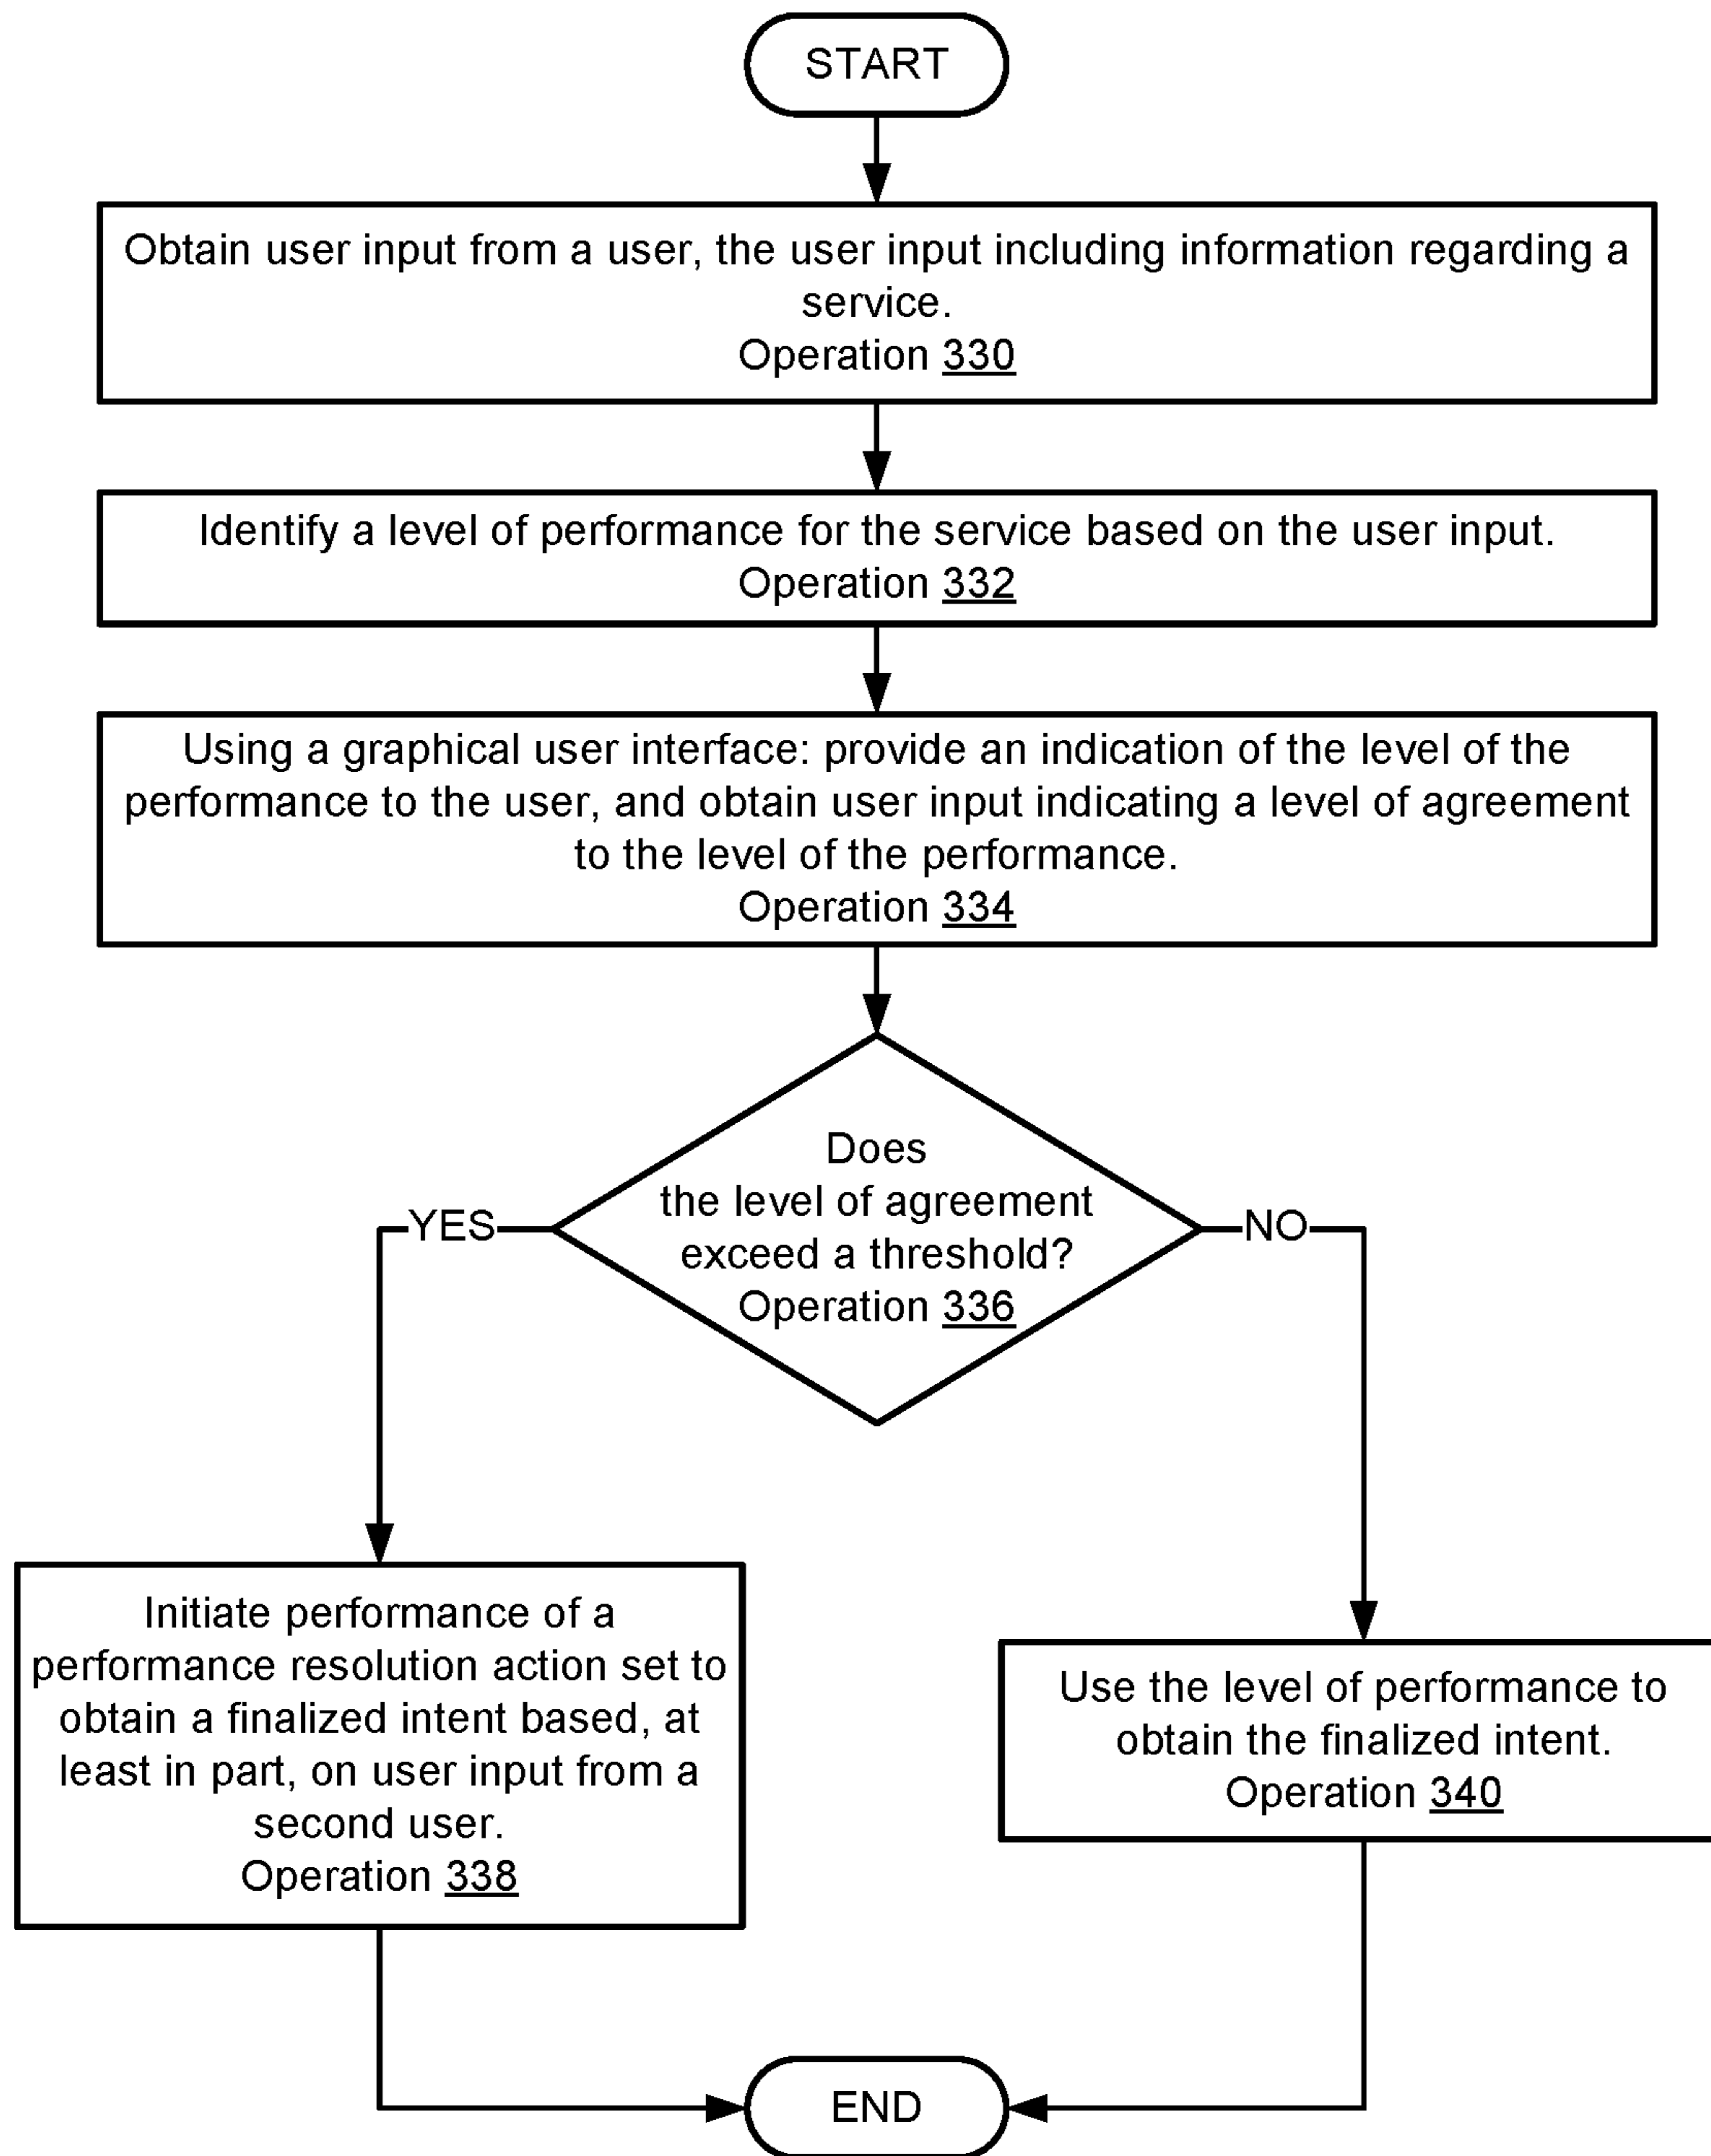 START
Obtain user input from a user, the user input including information regarding a
service.
Operation 330
Identify a level of performance for the service based on the user input.
Operation 332
Using a graphical user interface: provide an indication of the level of the
performance to the user, and obtain user input indicating a level of agreement
to the level of the performance.
Operation 334
Does
the level of agreement
exceed a threshold?
Operation 336
YES
NO
Initiate performance of a
performance resolution action set to
obtain a finalized intent based, at
least in part, on user input from a
second user.
Operation 338
Use the level of performance to
obtain the finalized intent.
Operation 340
END